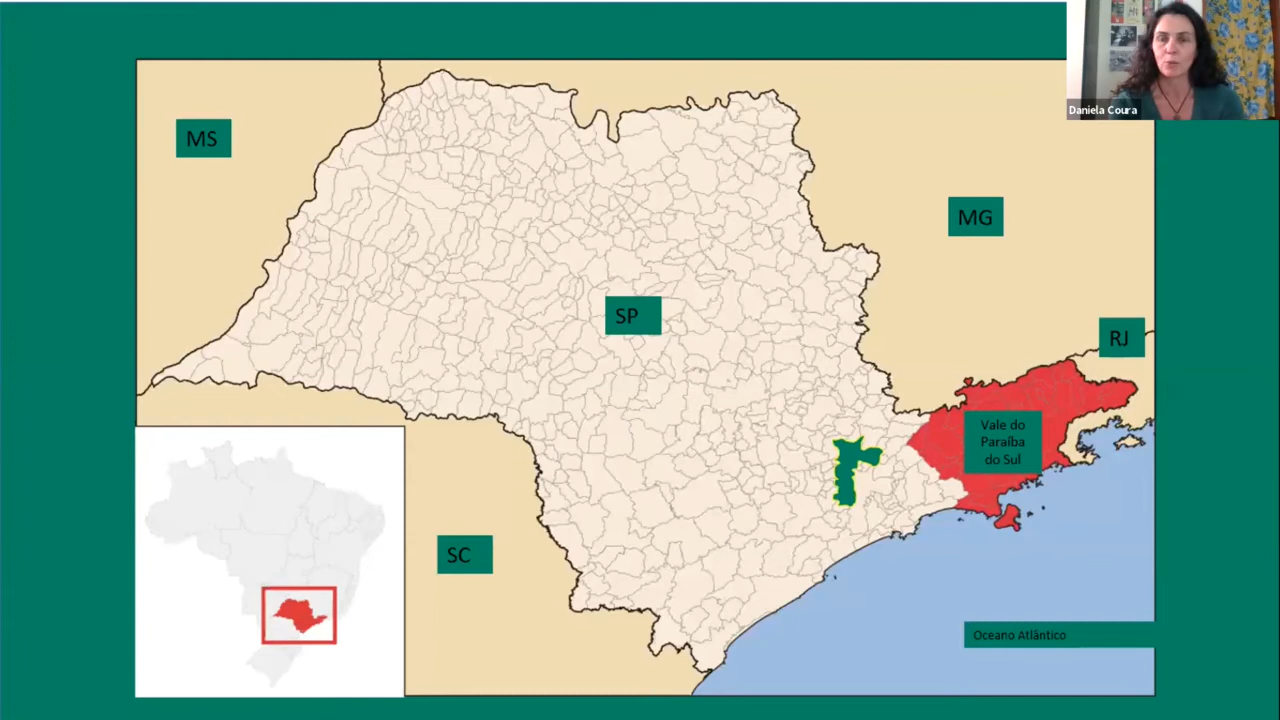 Daniela Coura
MS
MG
SP
RJ
Vale do
Paraíba
do Sul
SC
Oceano Atlântico